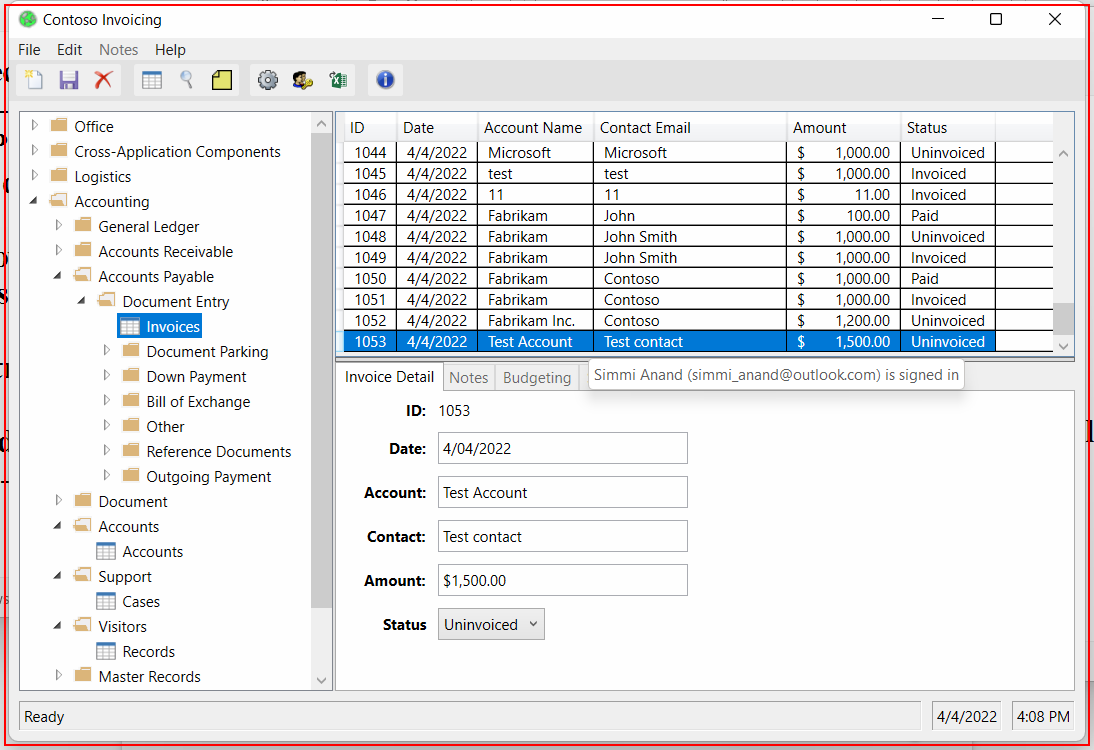 Contoso Invoicing
File Edit Notes Help
Office
Cross-Application Components
Logistics
Accounting
General Ledger
Accounts Receivable
Accounts Payable
Document Entry
Invoices
Document Parking
Down Payment
Bill of Exchange
Other
Reference Documents
Outgoing Payment
Document
Accounts
Accounts
Support
Cases
Visitors
Records
Master Records
ID Date Account Name Contact Email Amount Status
1044 4/4/2022 Microsoft Microsoft $ 1,000.00 Uninvoiced
1045 4/4/2022 test test $ 1,000.00 Invoiced
1046 4/4/2022 11 11 $ 11.00 Invoiced
1047 4/4/2022 Fabrikam John $ 100.00 Paid
1048 4/4/2022 Fabrikam John Smith $ 1,000.00 Uninvoiced
1049 4/4/2022 Fabrikam John Smith $ 1,000.00 Invoiced
1050 4/4/2022 Fabrikam Contoso $ 1,000.00 Paid
1051 4/4/2022 Fabrikam Contoso $ 1,000.00 Invoiced
1052 4/4/2022 Fabrikam Inc. Contoso $ 1,200.00 Uninvoiced
1053 4/4/2022 Test Account Test contact $ 1,500.00 Uninvoiced
Invoice Detail Notes Budgeting
Simmi Anand (simmi_anand@outlook.com) is signed in
ID: 1053
Date: 4/04/2022
Account: Test Account
Contact: Test contact
Amount: $1,500.00
Status Uninvoiced
Ready 4/4/2022 4:08 PM